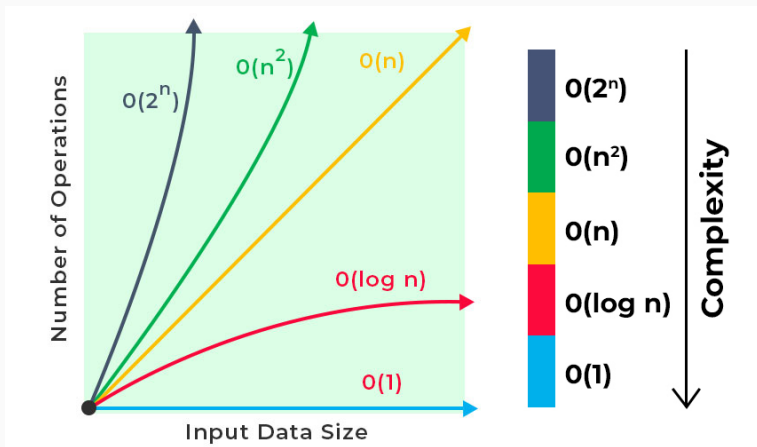 0(2ⁿ)
0(n²)
0(n)
0(log n)
0(1)
Number of Operations
Input Data Size
0(2ⁿ)
0(n²)
0(n)
0(log n)
0(1)
Complexity